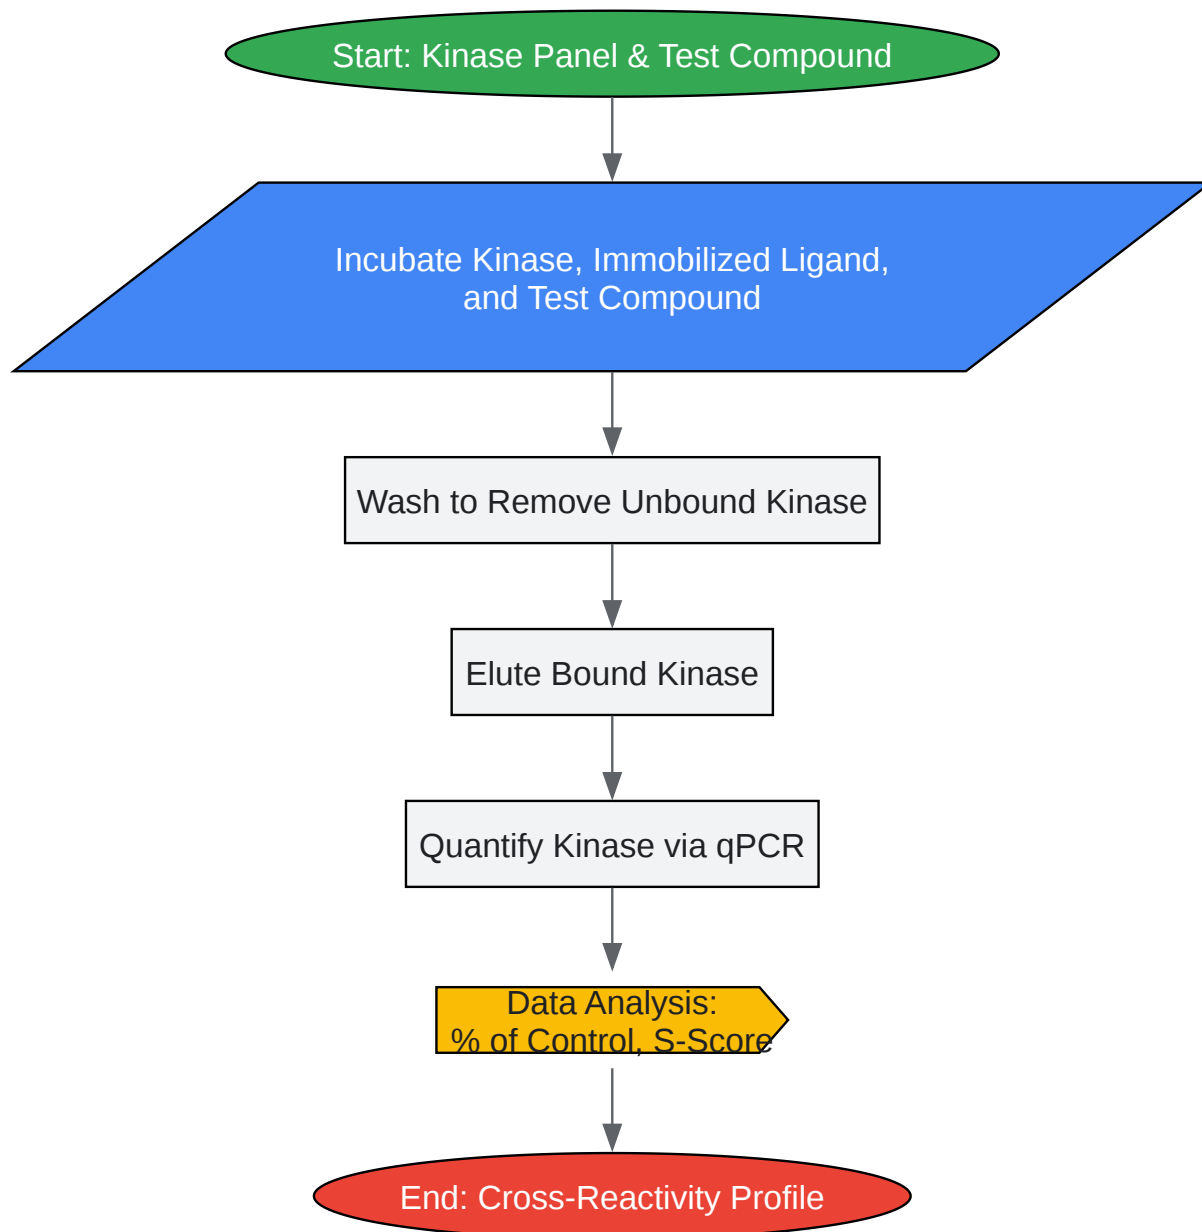 Start: Kinase Panel & Test Compound
Incubate Kinase, Immobilized Ligand,
and Test Compound
Wash to Remove Unbound Kinase
Elute Bound Kinase
Quantify Kinase via qPCR
Data Analysis:
% of Control, S-Score
End: Cross-Reactivity Profile